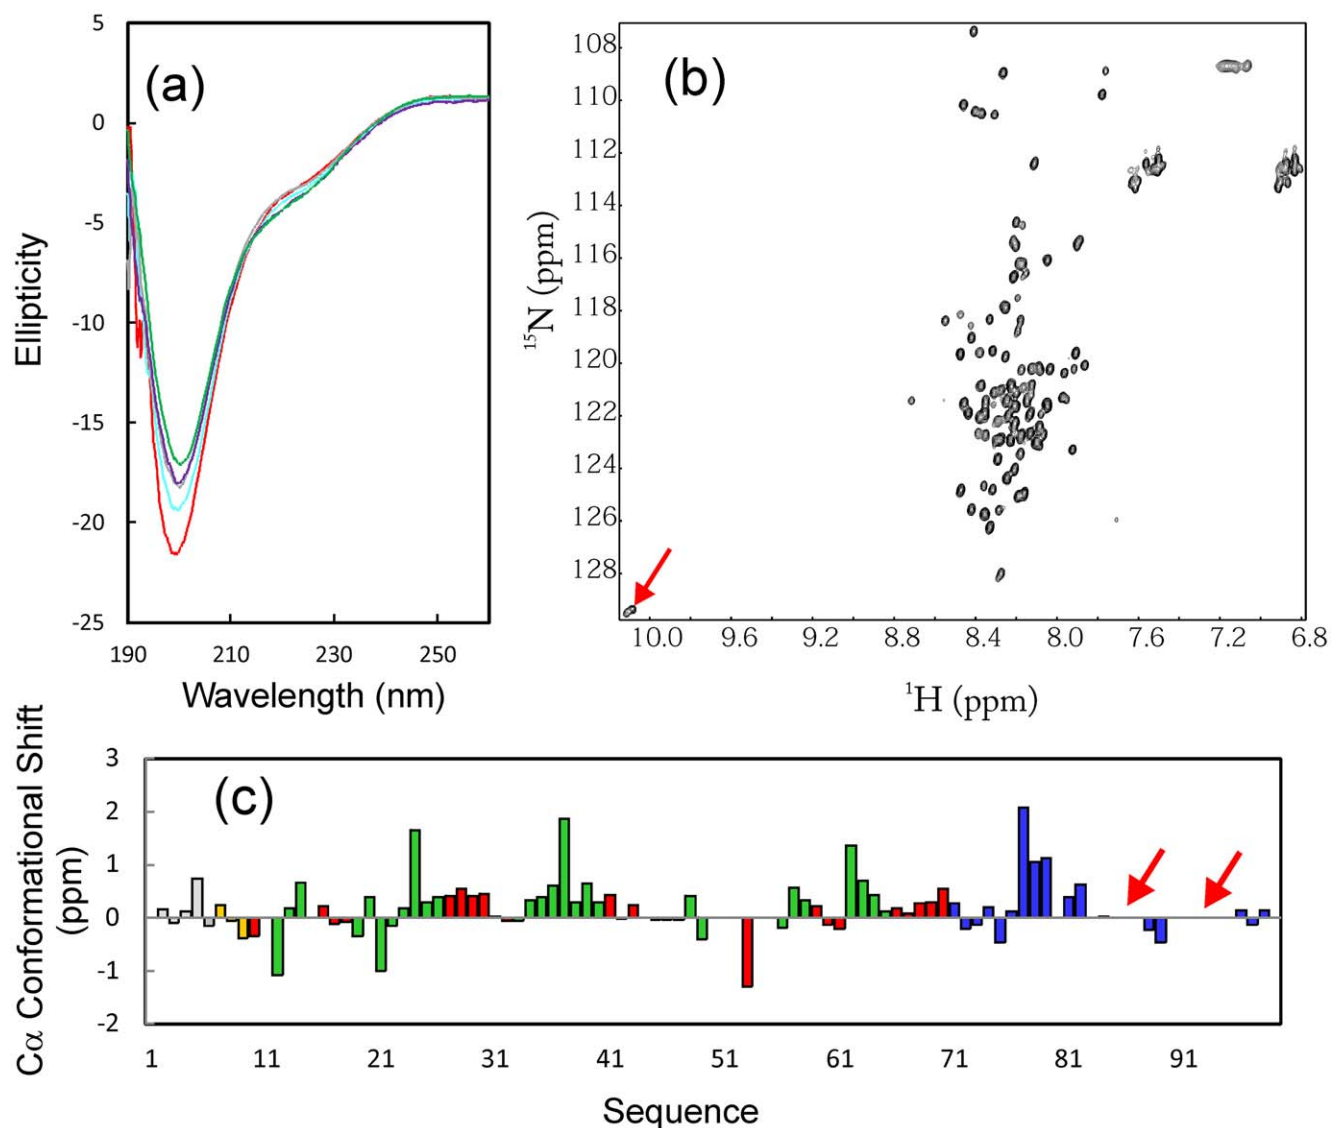 (a)
5
0
-5
-10
-15
-20
-25
Ellipticity
190 210 230 250
Wavelength (nm)
(b)
108
110
112
114
116
118
120
122
124
126
128
15N (ppm)
10.0 9.6 9.2 8.8 8.4 8.0 7.6 7.2 6.8
1H (ppm)
(c)
Cα Conformational Shift
(ppm)
3
2
1
0
-1
-2
1 11 21 31 41 51 61 71 81 91
Sequence